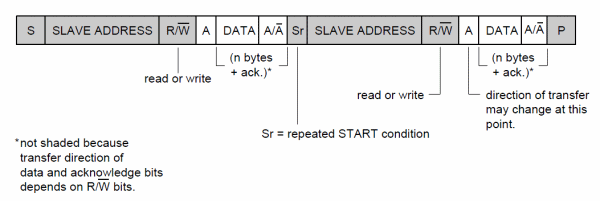 S SLAVE ADDRESS R/W̅ A DATA A/A̅ Sr SLAVE ADDRESS R/W̅ A DATA A/A̅ P
read or write
(n bytes
+ ack.)*
read or write
(n bytes
+ ack.)*
direction of transfer
may change at this
point.
Sr = repeated START condition
*not shaded because
transfer direction of
data and acknowledge bits
depends on R/W̅ bits.